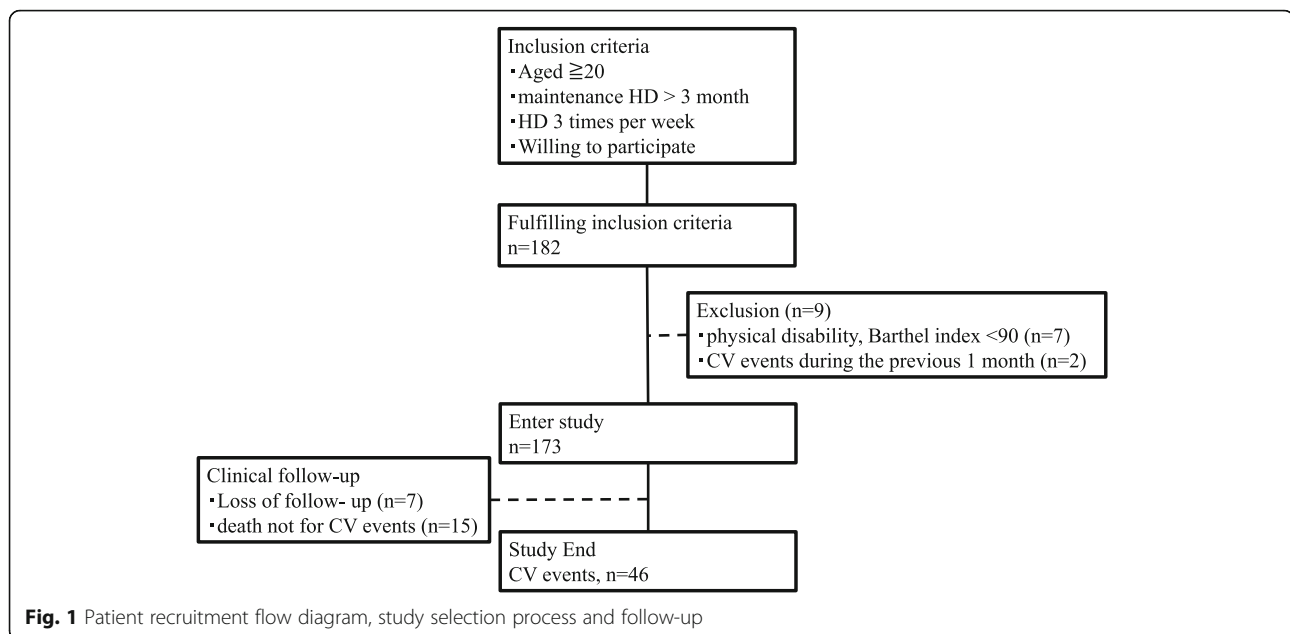 Inclusion criteria
・Aged ≧20
・maintenance HD > 3 month
・HD 3 times per week
・Willing to participate
Fulfilling inclusion criteria
n=182
Exclusion (n=9)
・physical disability, Barthel index <90 (n=7)
・CV events during the previous 1 month (n=2)
Enter study
n=173
Clinical follow-up
・Loss of follow- up (n=7)
・death not for CV events (n=15)
Study End
CV events, n=46
Fig. 1 Patient recruitment flow diagram, study selection process and follow-up